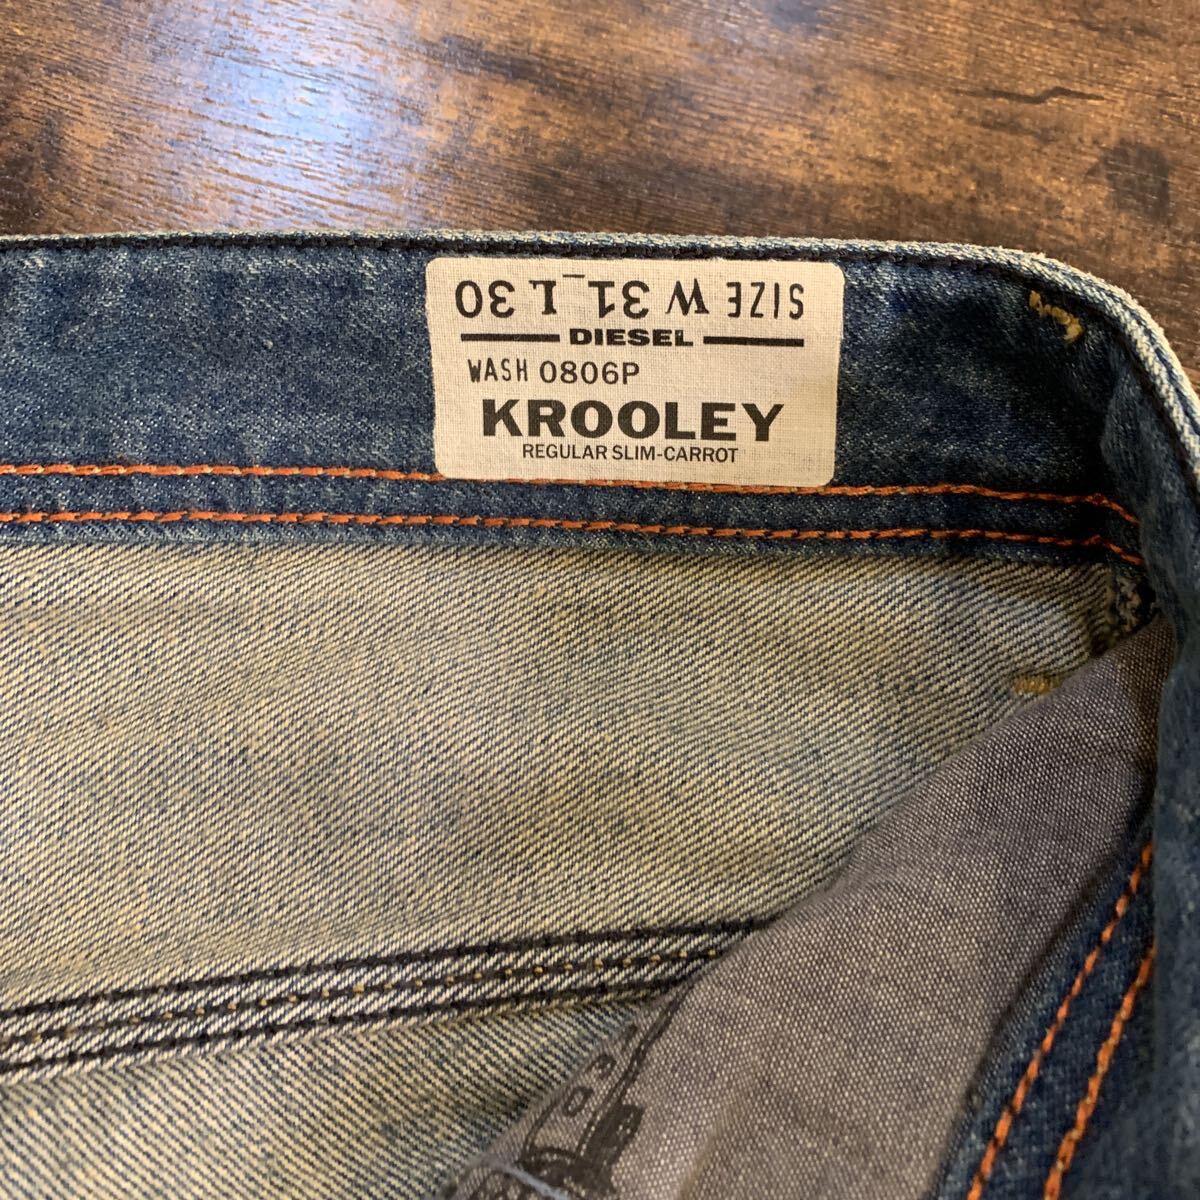 SIZE W 31 L 30
DIESEL
WASH 0806P
KROOLEY
REGULAR SLIM-CARROT